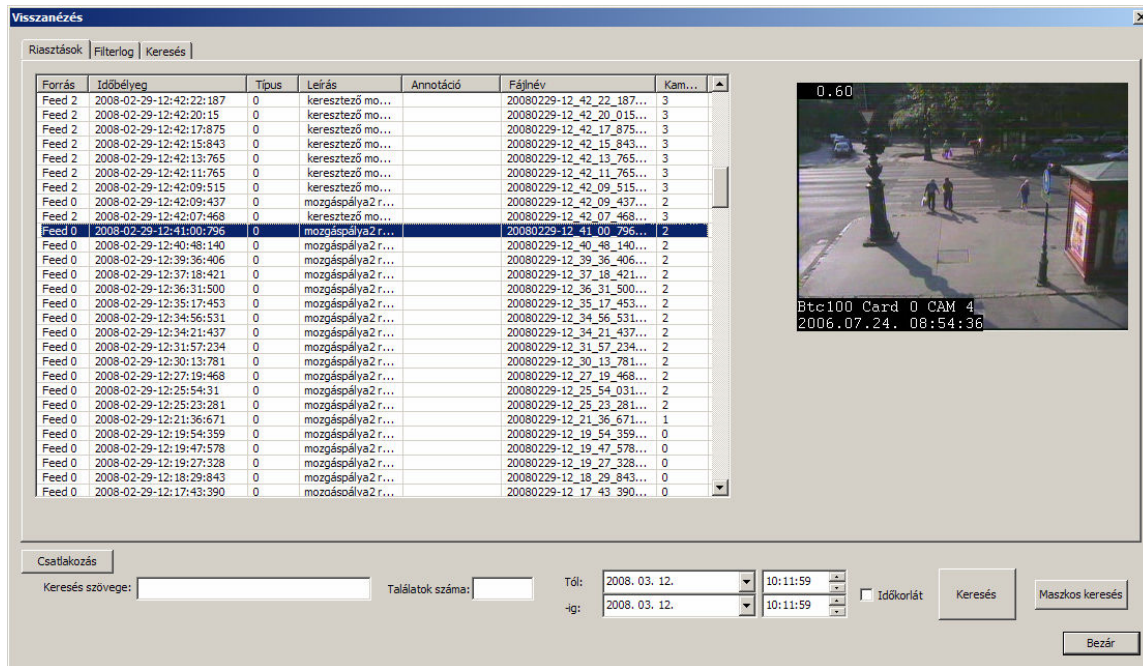 Visszanézés
Riasztások Filterlog Keresés
Forrás Időbélyeg Típus Leírás Annotáció Fájlnév Kam...
Feed 2 2008-02-29-12:42:22:187 0 keresztező mo... 20080229-12_42_22_187... 3
Feed 2 2008-02-29-12:42:20:15 0 keresztező mo... 20080229-12_42_20_015... 3
Feed 2 2008-02-29-12:42:17:875 0 keresztező mo... 20080229-12_42_17_875... 3
Feed 2 2008-02-29-12:42:15:843 0 keresztező mo... 20080229-12_42_15_843... 3
Feed 2 2008-02-29-12:42:13:765 0 keresztező mo... 20080229-12_42_13_765... 3
Feed 2 2008-02-29-12:42:11:765 0 keresztező mo... 20080229-12_42_11_765... 3
Feed 2 2008-02-29-12:42:09:515 0 keresztező mo... 20080229-12_42_09_515... 3
Feed 0 2008-02-29-12:42:09:437 0 mozgáspálya2 r... 20080229-12_42_09_437... 2
Feed 2 2008-02-29-12:42:07:468 0 keresztező mo... 20080229-12_42_07_468... 3
Feed 0 2008-02-29-12:41:00:796 0 mozgáspálya2 r... 20080229-12_41_00_796... 2
Feed 0 2008-02-29-12:40:48:140 0 mozgáspálya2 r... 20080229-12_40_48_140... 2
Feed 0 2008-02-29-12:39:36:406 0 mozgáspálya2 r... 20080229-12_39_36_406... 2
Feed 0 2008-02-29-12:37:18:421 0 mozgáspálya2 r... 20080229-12_37_18_421... 2
Feed 0 2008-02-29-12:36:31:500 0 mozgáspálya2 r... 20080229-12_36_31_500... 2
Feed 0 2008-02-29-12:35:17:453 0 mozgáspálya2 r... 20080229-12_35_17_453... 2
Feed 0 2008-02-29-12:34:56:531 0 mozgáspálya2 r... 20080229-12_34_56_531... 2
Feed 0 2008-02-29-12:34:21:437 0 mozgáspálya2 r... 20080229-12_34_21_437... 2
Feed 0 2008-02-29-12:31:57:234 0 mozgáspálya2 r... 20080229-12_31_57_234... 2
Feed 0 2008-02-29-12:30:13:781 0 mozgáspálya2 r... 20080229-12_30_13_781... 2
Feed 0 2008-02-29-12:27:19:468 0 mozgáspálya2 r... 20080229-12_27_19_468... 2
Feed 0 2008-02-29-12:25:54:31 0 mozgáspálya2 r... 20080229-12_25_54_031... 2
Feed 0 2008-02-29-12:25:23:281 0 mozgáspálya2 r... 20080229-12_25_23_281... 2
Feed 0 2008-02-29-12:21:36:671 0 mozgáspálya2 r... 20080229-12_21_36_671... 1
Feed 0 2008-02-29-12:19:54:359 0 mozgáspálya2 r... 20080229-12_19_54_359... 0
Feed 0 2008-02-29-12:19:47:578 0 mozgáspálya2 r... 20080229-12_19_47_578... 0
Feed 0 2008-02-29-12:19:27:328 0 mozgáspálya2 r... 20080229-12_19_27_328... 0
Feed 0 2008-02-29-12:18:29:843 0 mozgáspálya2 r... 20080229-12_18_29_843... 0
Feed 0 2008-02-29-12:17:43:390 0 mozgáspálya2 r... 20080229-12_17_43_390... 0
0.60
Btc100 Card 0 CAM 4
2006.07.24. 08:54:36
Csatlakozás
Keresés szövege: Találatok száma:
Tól: 2008. 03. 12. 10:11:59
-ig: 2008. 03. 12. 10:11:59
Időkorlát Keresés Maszkos keresés
Bezár